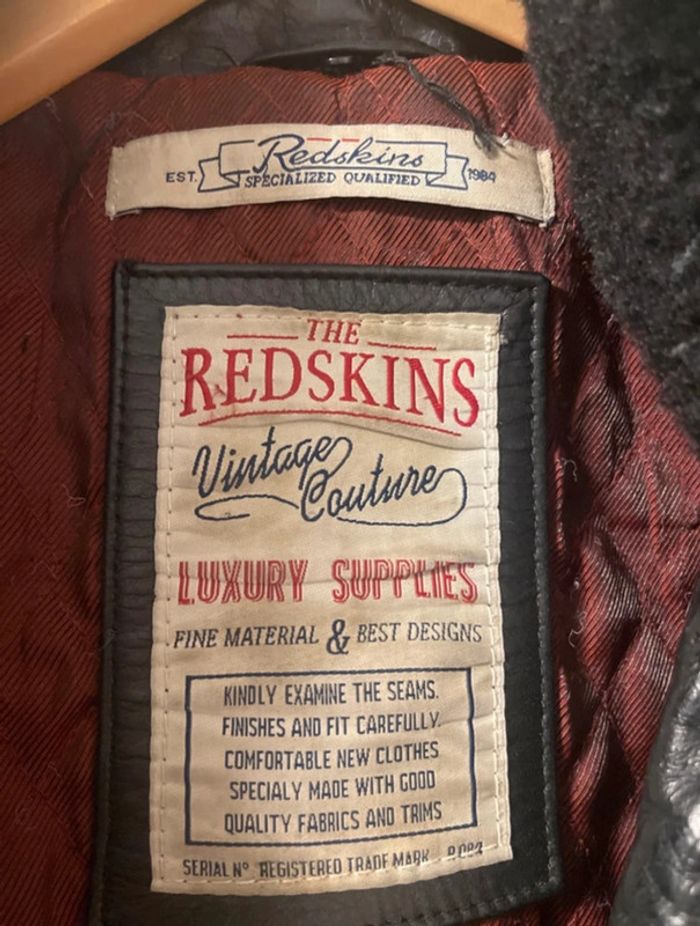 Redskins
EST. SPECIALIZED QUALIFIED 1984
THE
REDSKINS
Vintage
Couture
LUXURY SUPPLIES
FINE MATERIAL & BEST DESIGNS
KINDLY EXAMINE THE SEAMS.
FINISHES AND FIT CAREFULLY.
COMFORTABLE NEW CLOTHES
SPECIALY MADE WITH GOOD
QUALITY FABRICS AND TRIMS
SERIAL Nº REGISTERED TRADE MARK